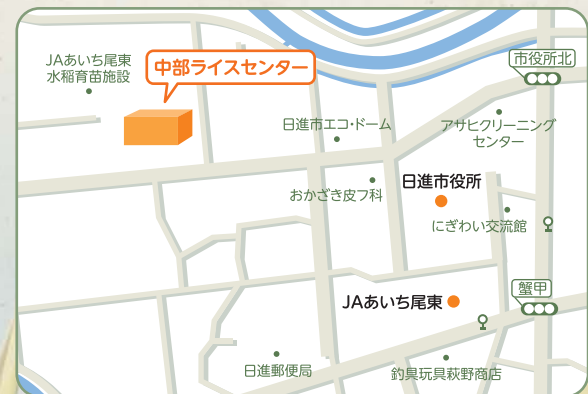 市役所北
JAあいち尾東
水稲育苗施設
中部ライスセンター
日進市エコ・ドーム
アサヒクリーニング
センター
おかざき皮フ科
日進市役所
にぎわい交流館
蟹甲
JAあいち尾東
日進郵便局
釣具玩具萩野商店